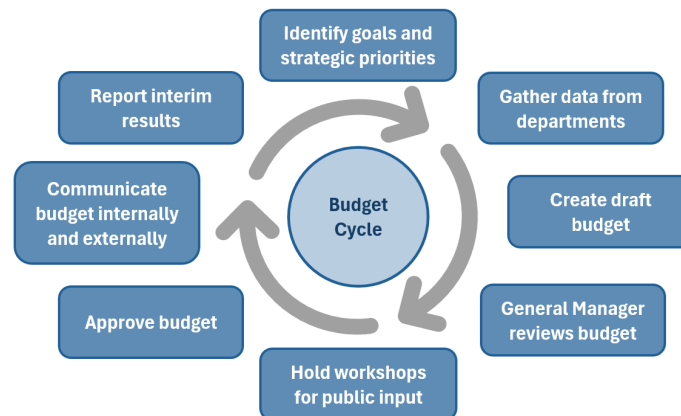 Identify goals and
strategic priorities
Gather data from
departments
Create draft
budget
General Manager
reviews budget
Hold workshops
for public input
Approve budget
Communicate
budget internally
and externally
Report interim
results
Budget
Cycle